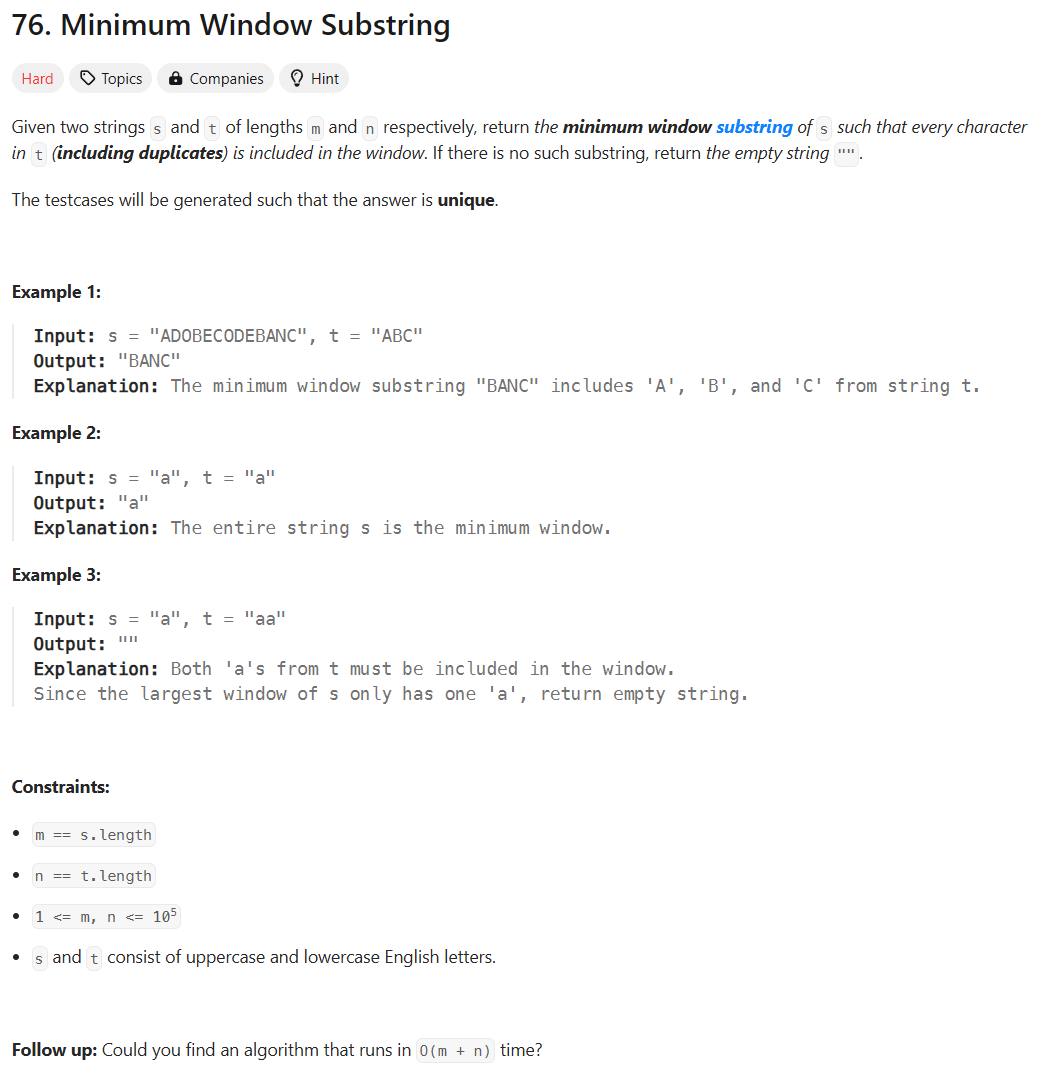 76. Minimum Window Substring
Hard Topics Companies Hint
Given two strings s and t of lengths m and n respectively, return the minimum window substring of s such that every character
in t (including duplicates) is included in the window. If there is no such substring, return the empty string "".
The testcases will be generated such that the answer is unique.
Example 1:
Input: s = "ADOBECODEBANC", t = "ABC"
Output: "BANC"
Explanation: The minimum window substring "BANC" includes 'A', 'B', and 'C' from string t.
Example 2:
Input: s = "a", t = "a"
Output: "a"
Explanation: The entire string s is the minimum window.
Example 3:
Input: s = "a", t = "aa"
Output: ""
Explanation: Both 'a's from t must be included in the window.
Since the largest window of s only has one 'a', return empty string.
Constraints:
• m == s.length
• n == t.length
• 1 <= m, n <= 10⁵
• s and t consist of uppercase and lowercase English letters.
Follow up: Could you find an algorithm that runs in O(m + n) time?